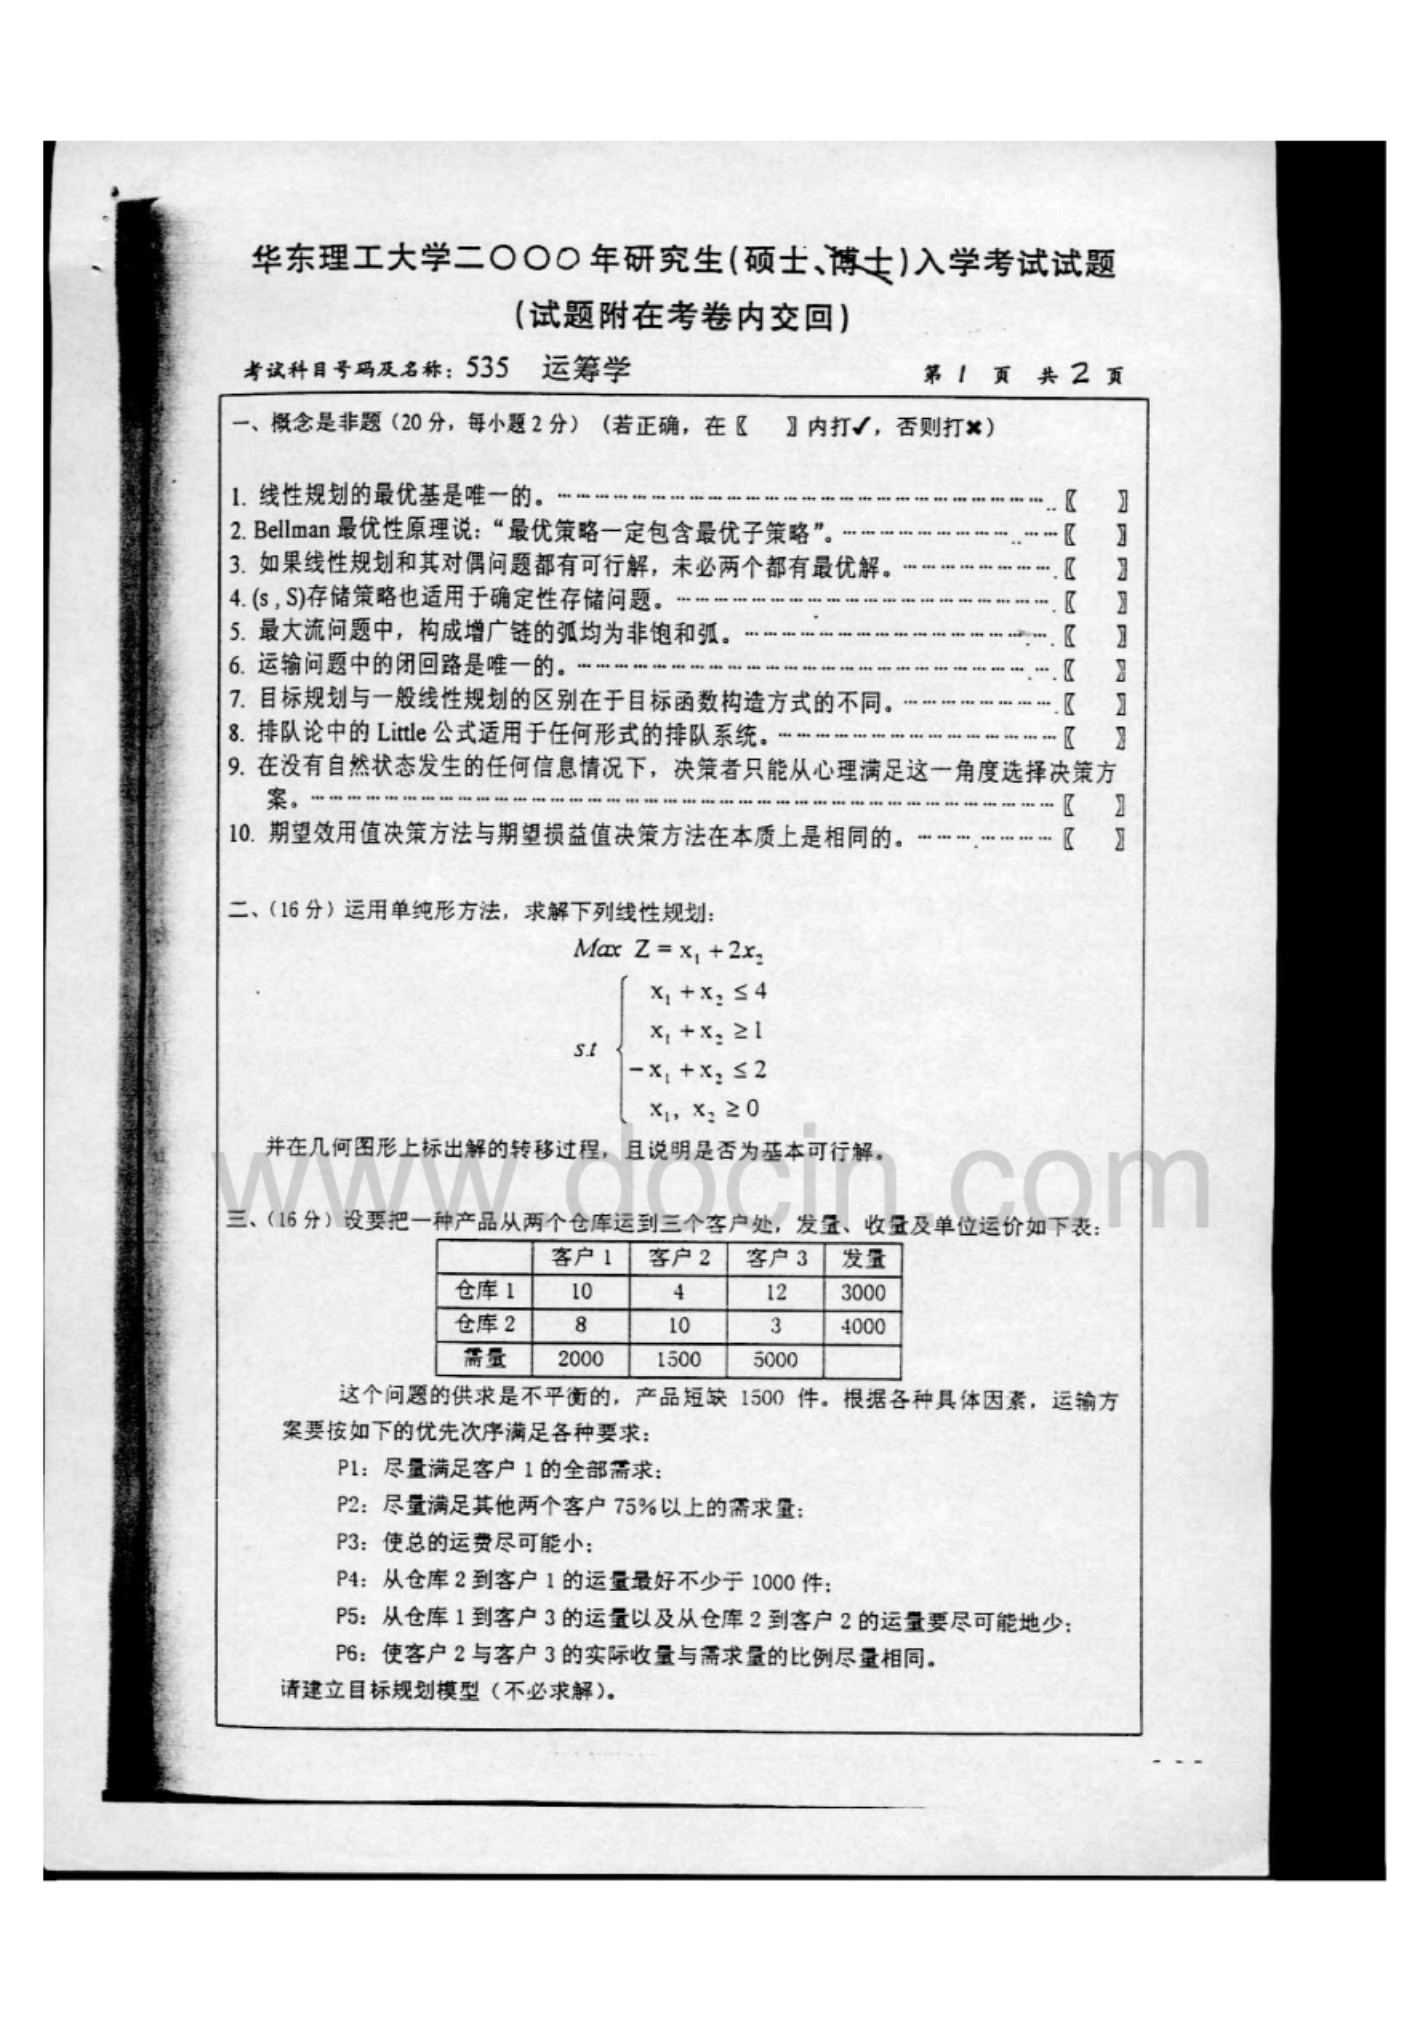 华东理工大学二〇〇〇年研究生(硕士、博士)入学考试试题
(试题附在考卷内交回)
考试科目号码及名称: 535 运筹学 第 1 页 共 2 页
一、概念是非题(20分，每小题2分) (若正确，在〖 〗内打✓，否则打✖)
1. 线性规划的最优基是唯一的。………………〖 〗
2. Bellman 最优性原理说：“最优策略一定包含最优子策略”。………………〖 〗
3. 如果线性规划和其对偶问题都有可行解，未必两个都有最优解。………………〖 〗
4. (s , S)存储策略也适用于确定性存储问题。………………〖 〗
5. 最大流问题中，构成增广链的弧均为非饱和弧。………………〖 〗
6. 运输问题中的闭回路是唯一的。………………〖 〗
7. 目标规划与一般线性规划的区别在于目标函数构造方式的不同。………………〖 〗
8. 排队论中的 Little 公式适用于任何形式的排队系统。………………〖 〗
9. 在没有自然状态发生的任何信息情况下，决策者只能从心理满足这一角度选择决策方
案。………………〖 〗
10. 期望效用值决策方法与期望损益值决策方法在本质上是相同的。………………〖 〗
二、(16分) 运用单纯形方法，求解下列线性规划:
Max Z = x₁ + 2x₂
x₁ + x₂ ≤ 4
x₁ + x₂ ≥ 1
s.t
− x₁ + x₂ ≤ 2
x₁, x₂ ≥ 0
并在几何图形上标出解的转移过程，且说明是否为基本可行解。
www.docin.com
三、(16分) 设要把一种产品从两个仓库运到三个客户处，发量、收量及单位运价如下表:
客户 1 客户 2 客户 3 发量
仓库 1 10 4 12 3000
仓库 2 8 10 3 4000
需量 2000 1500 5000
这个问题的供求是不平衡的，产品短缺 1500 件。根据各种具体因素，运输方
案要按如下的优先次序满足各种要求:
P1: 尽量满足客户 1 的全部需求;
P2: 尽量满足其他两个客户 75%以上的需求量;
P3: 使总的运费尽可能小;
P4: 从仓库 2 到客户 1 的运量最好不少于 1000 件;
P5: 从仓库 1 到客户 3 的运量以及从仓库 2 到客户 2 的运量要尽可能地少;
P6: 使客户 2 与客户 3 的实际收量与需求量的比例尽量相同。
请建立目标规划模型 (不必求解)。